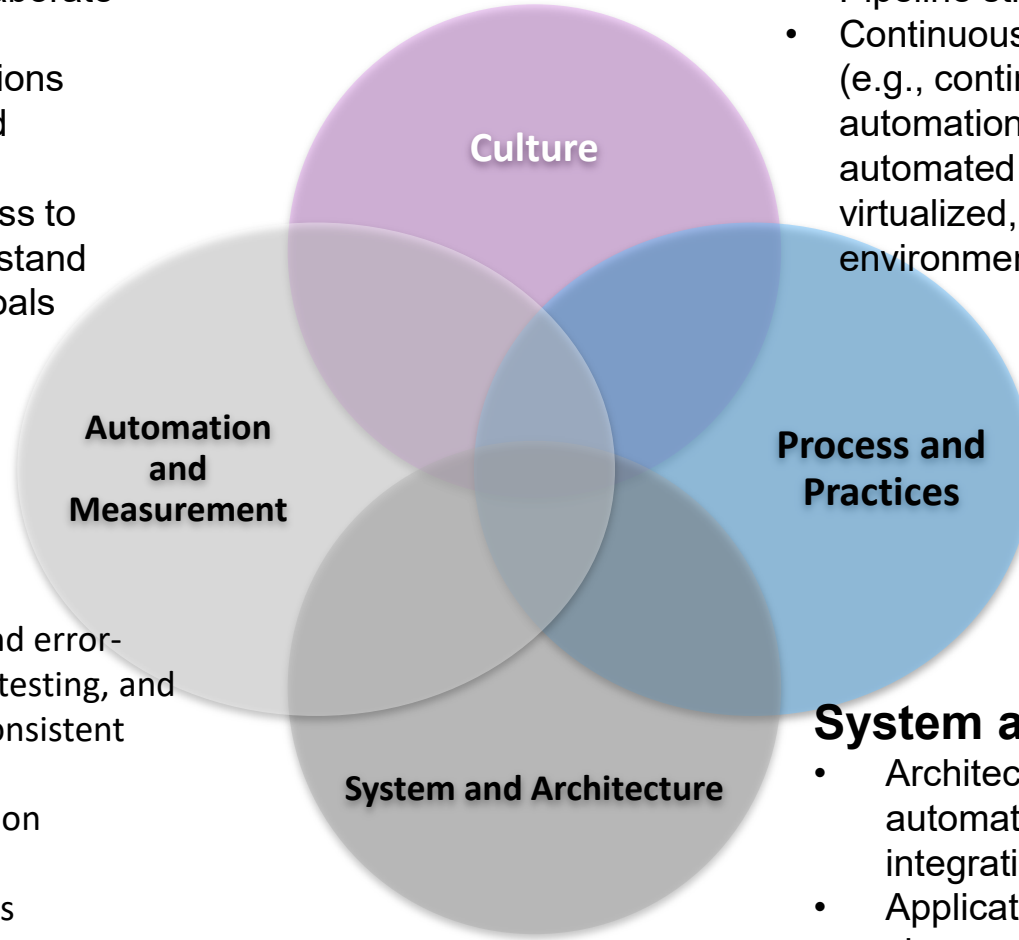 ions
ss to
stand
oals
•
Continuous
(e.g., contin
automation
automated
virtualized,
environmen
Culture
Automation
and
Measurement
Process and
Practices
System and Architecture
nd error-
testing, and
onsistent
on
s
System a
•
Architec
automat
integrati
•
Applicat